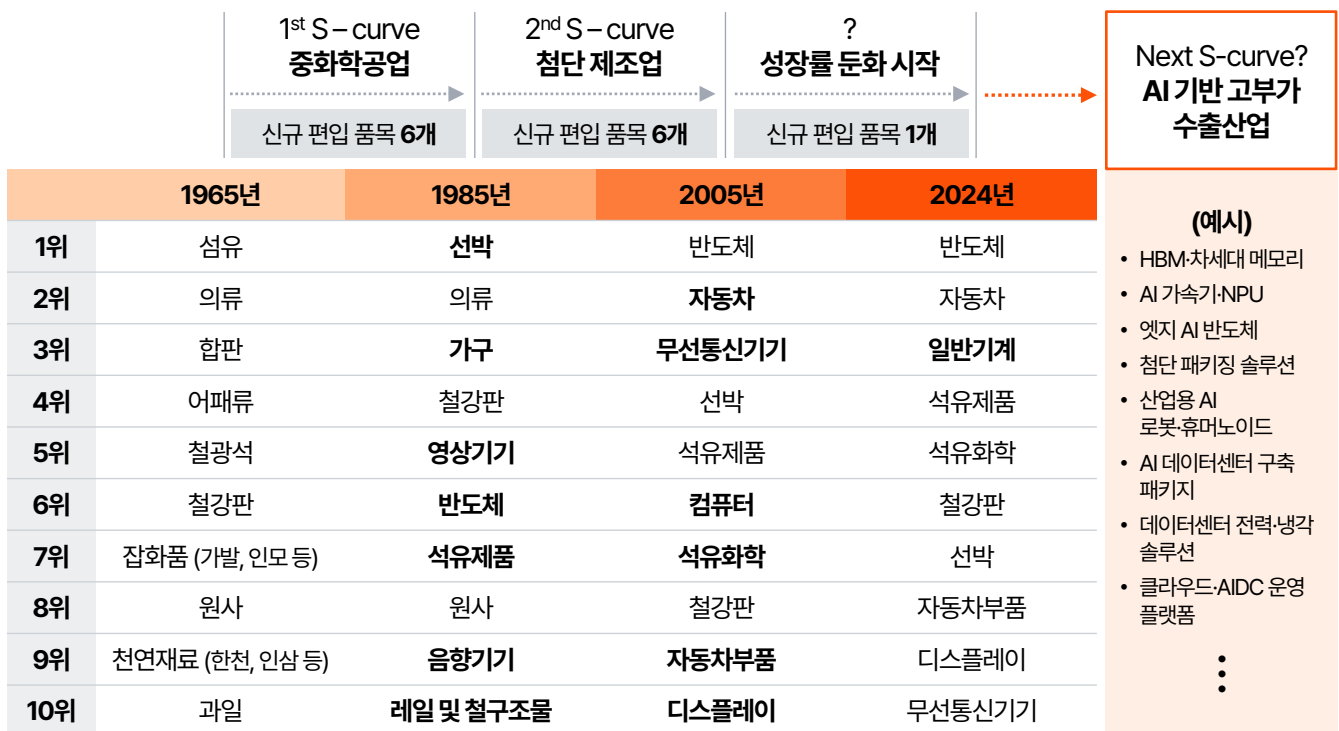 1st S – curve
중화학공업
신규 편입 품목 6개
2nd S – curve
첨단 제조업
신규 편입 품목 6개
?
성장률 둔화 시작
신규 편입 품목 1개
Next S-curve?
AI 기반 고부가
수출산업
1965년 1985년 2005년 2024년
1위 섬유 선박 반도체 반도체
2위 의류 의류 자동차 자동차
3위 합판 가구 무선통신기기 일반기계
4위 어패류 철강판 선박 석유제품
5위 철광석 영상기기 석유제품 석유화학
6위 철강판 반도체 컴퓨터 철강판
7위 잡화품 (가발, 인모 등) 석유제품 석유화학 선박
8위 원사 원사 철강판 자동차부품
9위 천연재료 (한천, 인삼 등) 음향기기 자동차부품 디스플레이
10위 과일 레일 및 철구조물 디스플레이 무선통신기기
(예시)
• HBM·차세대 메모리
• AI 가속기·NPU
• 엣지 AI 반도체
• 첨단 패키징 솔루션
• 산업용 AI
로봇·휴머노이드
• AI 데이터센터 구축
패키지
• 데이터센터 전력·냉각
솔루션
• 클라우드·AIDC 운영
플랫폼